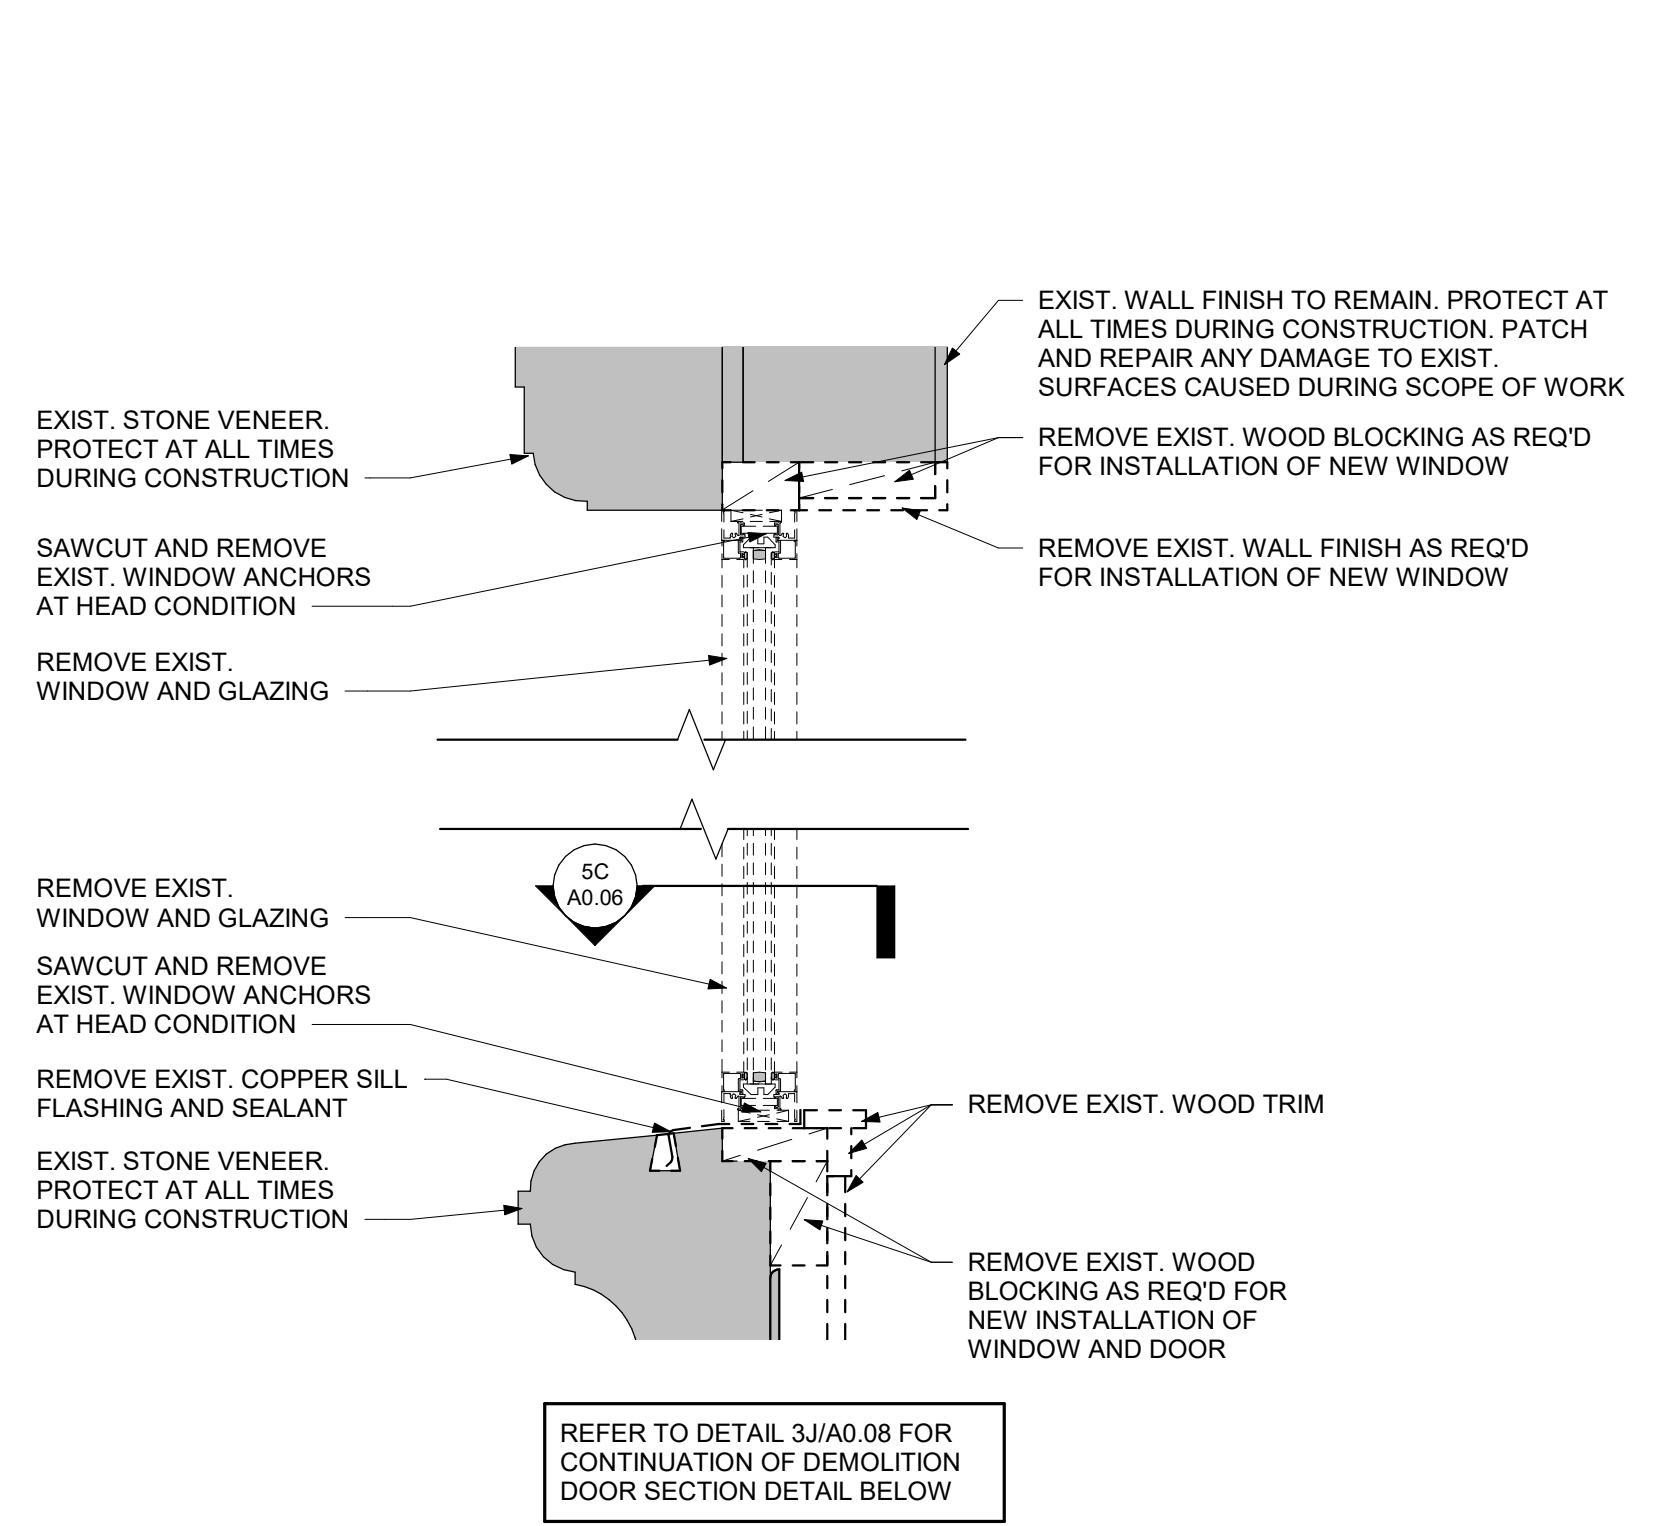 EXIST. WALL FINISH TO REMAIN. PROTECT AT
ALL TIMES DURING CONSTRUCTION. PATCH
AND REPAIR ANY DAMAGE TO EXIST.
SURFACES CAUSED DURING SCOPE OF WORK
EXIST. STONE VENEER.
PROTECT AT ALL TIMES
DURING CONSTRUCTION
REMOVE EXIST. WOOD BLOCKING AS REQ'D
FOR INSTALLATION OF NEW WINDOW
SAWCUT AND REMOVE
EXIST. WINDOW ANCHORS
AT HEAD CONDITION
REMOVE EXIST. WALL FINISH AS REQ'D
FOR INSTALLATION OF NEW WINDOW
REMOVE EXIST.
WINDOW AND GLAZING
5C
A0.06
REMOVE EXIST.
WINDOW AND GLAZING
SAWCUT AND REMOVE
EXIST. WINDOW ANCHORS
AT HEAD CONDITION
REMOVE EXIST. COPPER SILL
FLASHING AND SEALANT
REMOVE EXIST. WOOD TRIM
EXIST. STONE VENEER.
PROTECT AT ALL TIMES
DURING CONSTRUCTION
REMOVE EXIST. WOOD
BLOCKING AS REQ'D FOR
NEW INSTALLATION OF
WINDOW AND DOOR
REFER TO DETAIL 3J/A0.08 FOR
CONTINUATION OF DEMOLITION
DOOR SECTION DETAIL BELOW